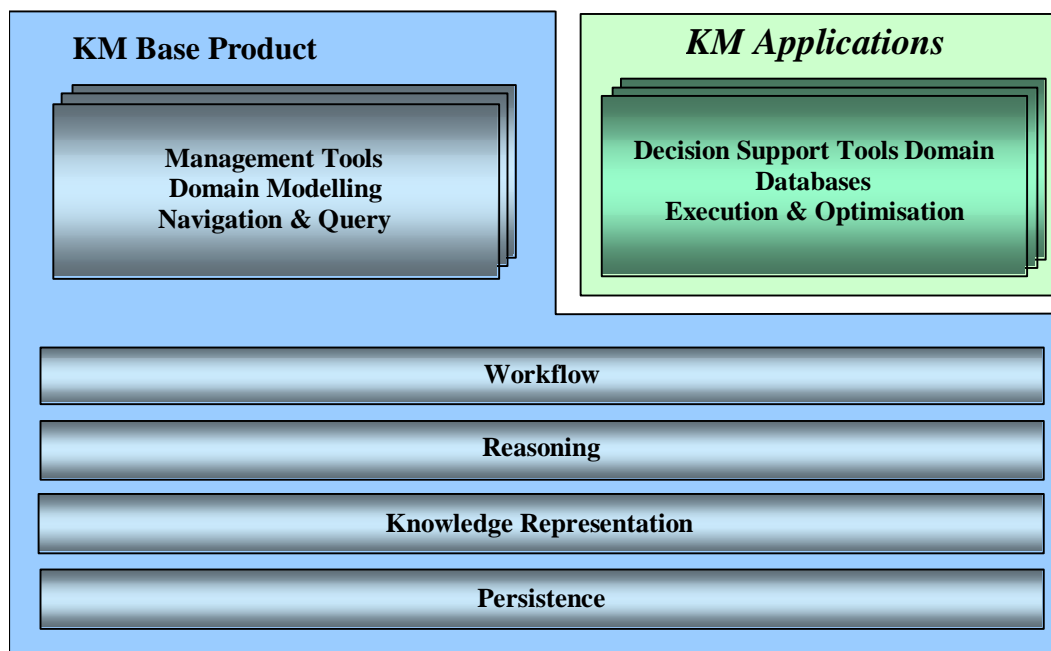 KM Base Product
Management Tools
Domain Modelling
Navigation & Query
KM Applications
Decision Support Tools Domain
Databases
Execution & Optimisation
Workflow
Reasoning
Knowledge Representation
Persistence